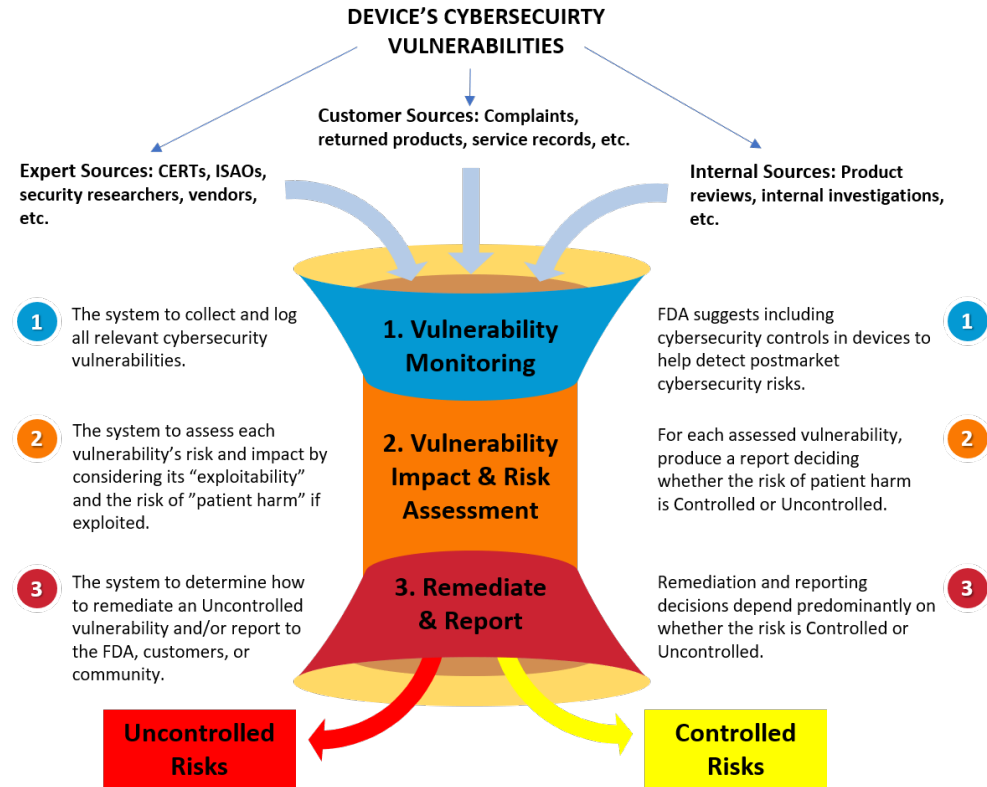 DEVICE'S CYBERSECUIRTY
VULNERABILITIES
Customer Sources: Complaints,
returned products, service records, etc.
Expert Sources: CERTs, ISAOs,
security researchers, vendors,
etc.
Internal Sources: Product
reviews, internal investigations,
etc.
1
The system to collect and log
all relevant cybersecurity
vulnerabilities.
1. Vulnerability
Monitoring
FDA suggests including
cybersecurity controls in devices to
help detect postmarket
cybersecurity risks.
1
2
The system to assess each
vulnerability's risk and impact by
considering its "exploitability"
and the risk of "patient harm" if
exploited.
2. Vulnerability
Impact & Risk
Assessment
For each assessed vulnerability,
produce a report deciding
whether the risk of patient harm
is Controlled or Uncontrolled.
2
3
The system to determine how
to remediate an Uncontrolled
vulnerability and/or report to
the FDA, customers, or
community.
3. Remediate
& Report
Remediation and reporting
decisions depend predominantly on
whether the risk is Controlled or
Uncontrolled.
3
Uncontrolled
Risks
Controlled
Risks